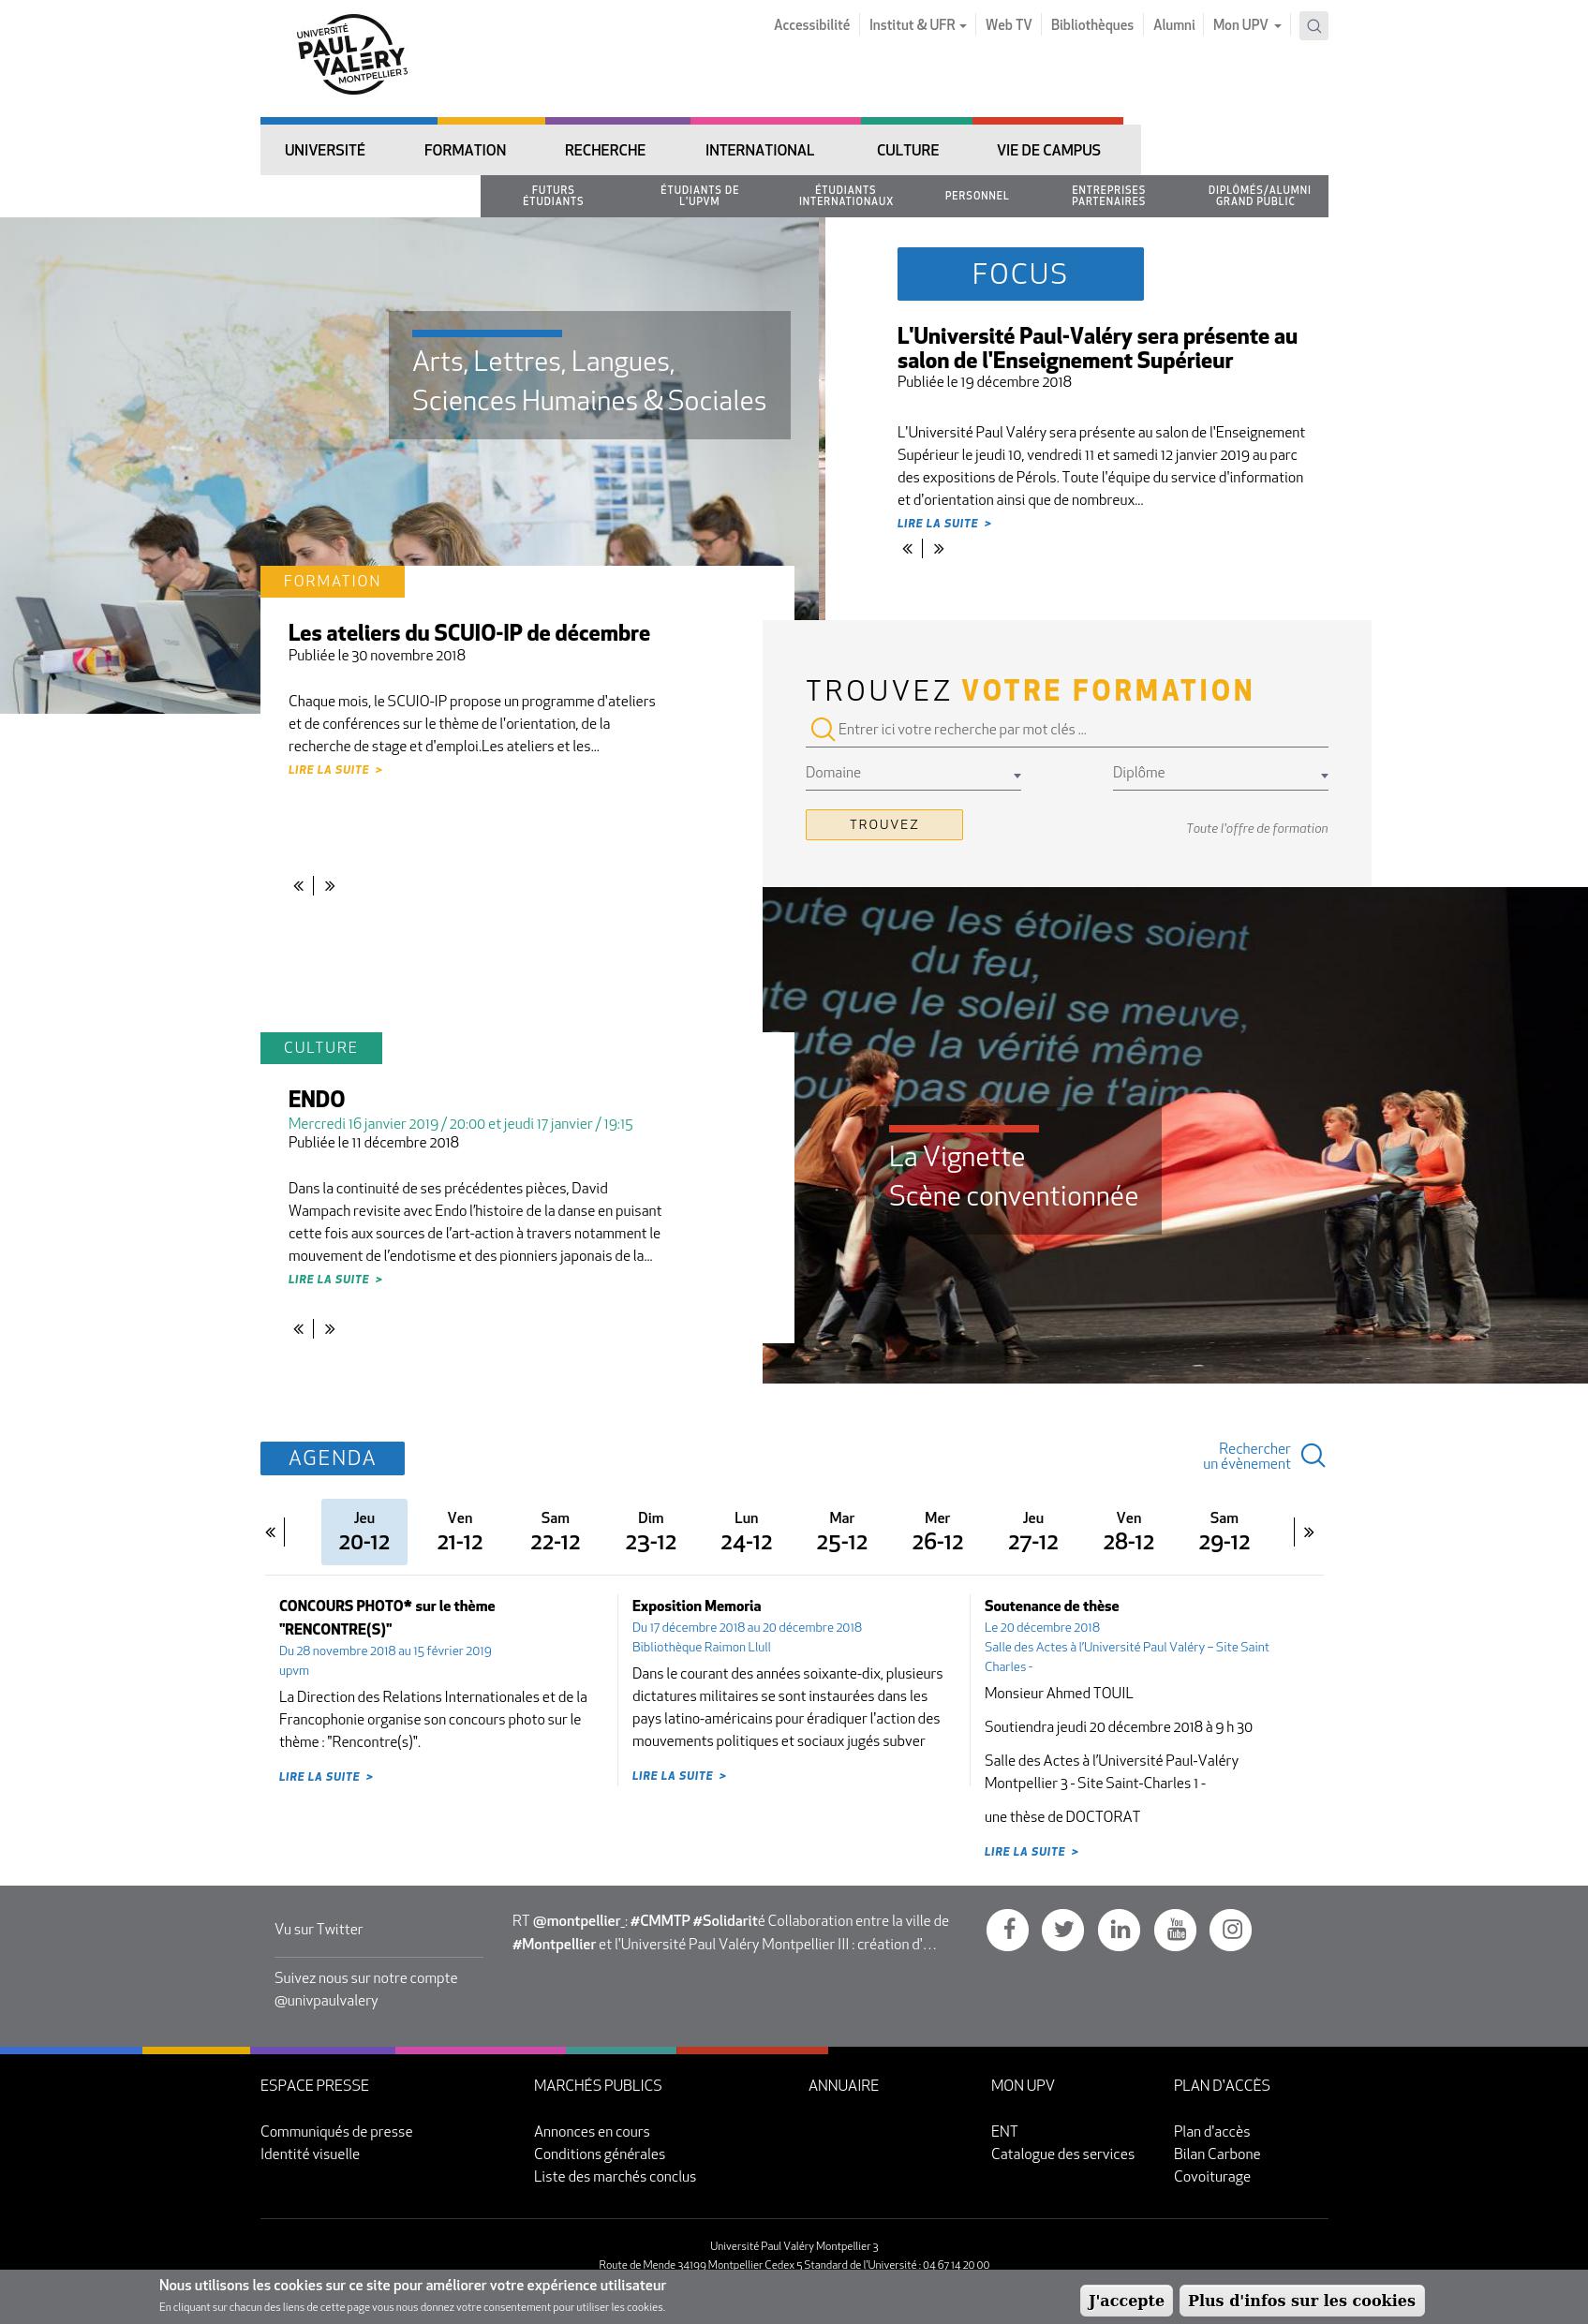 UNIVERSITÉ
PAUL
VALÉRY
MONTPELLIER 3
Accessibilité
Institut & UFR
Web TV
Bibliothèques
Alumni
Mon UPV
UNIVERSITÉ
FORMATION
RECHERCHE
INTERNATIONAL
CULTURE
VIE DE CAMPUS
FUTURS
ÉTUDIANTS
ÉTUDIANTS DE
L'UPVM
ÉTUDIANTS
INTERNATIONAUX
PERSONNEL
ENTREPRISES
PARTENAIRES
DIPLÔMÉS/ALUMNI
GRAND PUBLIC
Arts, Lettres, Langues,
Sciences Humaines & Sociales
FOCUS
L'Université Paul-Valéry sera présente au
salon de l'Enseignement Supérieur
Publiée le 19 décembre 2018
L'Université Paul Valéry sera présente au salon de l'Enseignement
Supérieur le jeudi 10, vendredi 11 et samedi 12 janvier 2019 au parc
des expositions de Pérols. Toute l'équipe du service d'information
et d'orientation ainsi que de nombreux...
LIRE LA SUITE >
« | »
FORMATION
Les ateliers du SCUIO-IP de décembre
Publiée le 30 novembre 2018
Chaque mois, le SCUIO-IP propose un programme d'ateliers
et de conférences sur le thème de l'orientation, de la
recherche de stage et d'emploi.Les ateliers et les...
LIRE LA SUITE >
« | »
TROUVEZ VOTRE FORMATION
Entrer ici votre recherche par mot clés ...
Domaine
Diplôme
TROUVEZ
Toute l'offre de formation
oute que les étoiles soient
du feu,
te que le soleil se meuve,
ute de la vérité même
out pas que je t'aime »
La Vignette
Scène conventionnée
CULTURE
ENDO
Mercredi 16 janvier 2019 / 20:00 et jeudi 17 janvier / 19:15
Publiée le 11 décembre 2018
Dans la continuité de ses précédentes pièces, David
Wampach revisite avec Endo l’histoire de la danse en puisant
cette fois aux sources de l’art-action à travers notamment le
mouvement de l’endotisme et des pionniers japonais de la...
LIRE LA SUITE >
« | »
AGENDA
Rechercher
un évènement
« |
Jeu
20-12
Ven
21-12
Sam
22-12
Dim
23-12
Lun
24-12
Mar
25-12
Mer
26-12
Jeu
27-12
Ven
28-12
Sam
29-12
| »
CONCOURS PHOTO* sur le thème
"RENCONTRE(S)"
Du 28 novembre 2018 au 15 février 2019
upvm
La Direction des Relations Internationales et de la
Francophonie organise son concours photo sur le
thème : "Rencontre(s)".
LIRE LA SUITE >
Exposition Memoria
Du 17 décembre 2018 au 20 décembre 2018
Bibliothèque Raimon Llull
Dans le courant des années soixante-dix, plusieurs
dictatures militaires se sont instaurées dans les
pays latino-américains pour éradiquer l'action des
mouvements politiques et sociaux jugés subver
LIRE LA SUITE >
Soutenance de thèse
Le 20 décembre 2018
Salle des Actes à l’Université Paul Valéry – Site Saint
Charles -
Monsieur Ahmed TOUIL
Soutiendra jeudi 20 décembre 2018 à 9 h 30
Salle des Actes à l’Université Paul-Valéry
Montpellier 3 - Site Saint-Charles 1 -
une thèse de DOCTORAT
LIRE LA SUITE >
Vu sur Twitter
Suivez nous sur notre compte
@univpaulvalery
RT @montpellier_: #CMMTP #Solidarité Collaboration entre la ville de
#Montpellier et l'Université Paul Valéry Montpellier III : création d'…
You
Tube
ESPACE PRESSE
Communiqués de presse
Identité visuelle
MARCHÉS PUBLICS
Annonces en cours
Conditions générales
Liste des marchés conclus
ANNUAIRE
MON UPV
ENT
Catalogue des services
PLAN D'ACCÈS
Plan d'accès
Bilan Carbone
Covoiturage
Université Paul Valéry Montpellier 3
Route de Mende 34199 Montpellier Cedex 5 Standard de l'Université : 04 67 14 20 00
Nous utilisons les cookies sur ce site pour améliorer votre expérience utilisateur
En cliquant sur chacun des liens de cette page vous nous donnez votre consentement pour utiliser les cookies.
J'accepte
Plus d'infos sur les cookies